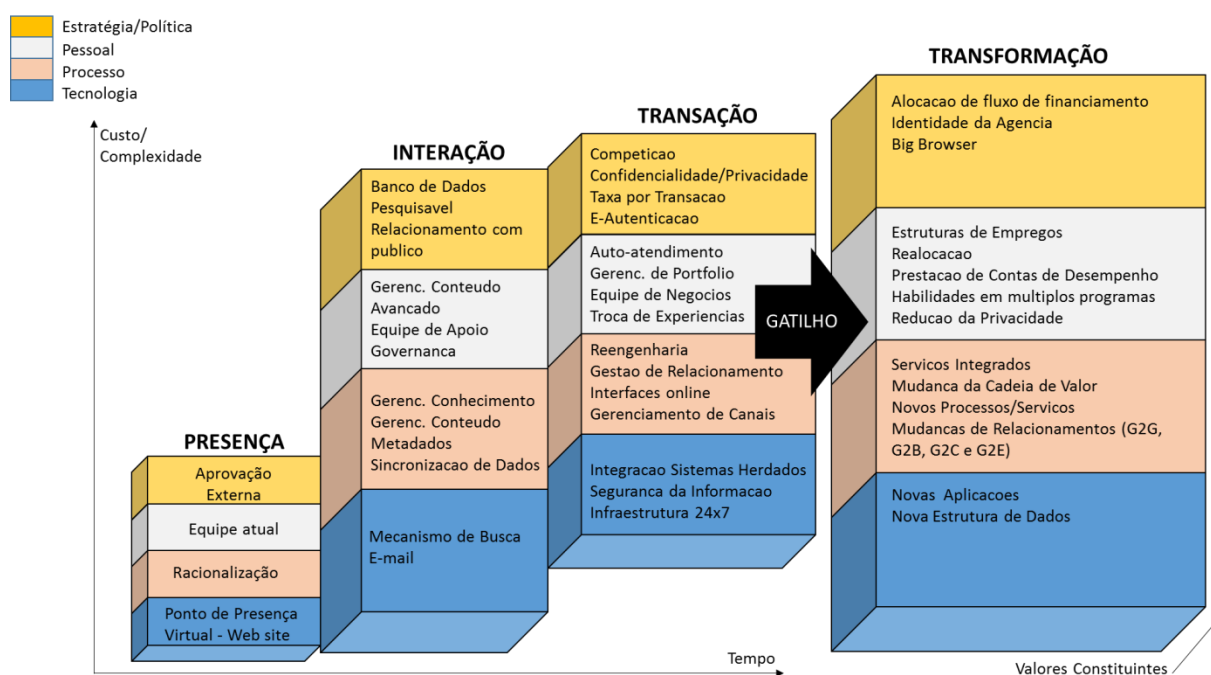 Estratégia/Política
Pessoal
Processo
Tecnologia
Custo/
Complexidade
PRESENÇA
Aprovação
Externa
Equipe atual
Racionalização
Ponto de Presença
Virtual - Web site
INTERAÇÃO
Banco de Dados
Pesquisavel
Relacionamento com
publico
Gerenc. Conteudo
Avancado
Equipe de Apoio
Governanca
Gerenc. Conhecimento
Gerenc. Conteudo
Metadados
Sincronizacao de Dados
Mecanismo de Busca
E-mail
TRANSAÇÃO
Competicao
Confidencialidade/Privacidade
Taxa por Transacao
E-Autenticacao
Auto-atendimento
Gerenc. de Portfolio
Equipe de Negocios
Troca de Experiencias
Reengenharia
Gestao de Relacionamento
Interfaces online
Gerenciamento de Canais
Integracao Sistemas Herdados
Seguranca da Informacao
Infraestrutura 24x7
GATILHO
TRANSFORMAÇÃO
Alocacao de fluxo de financiamento
Identidade da Agencia
Big Browser
Estruturas de Empregos
Realocacao
Prestacao de Contas de Desempenho
Habilidades em multiplos programas
Reducao da Privacidade
Servicos Integrados
Mudanca da Cadeia de Valor
Novos Processos/Servicos
Mudancas de Relacionamentos (G2G,
G2B, G2C e G2E)
Novas Aplicacoes
Nova Estrutura de Dados
Tempo
Valores Constituintes